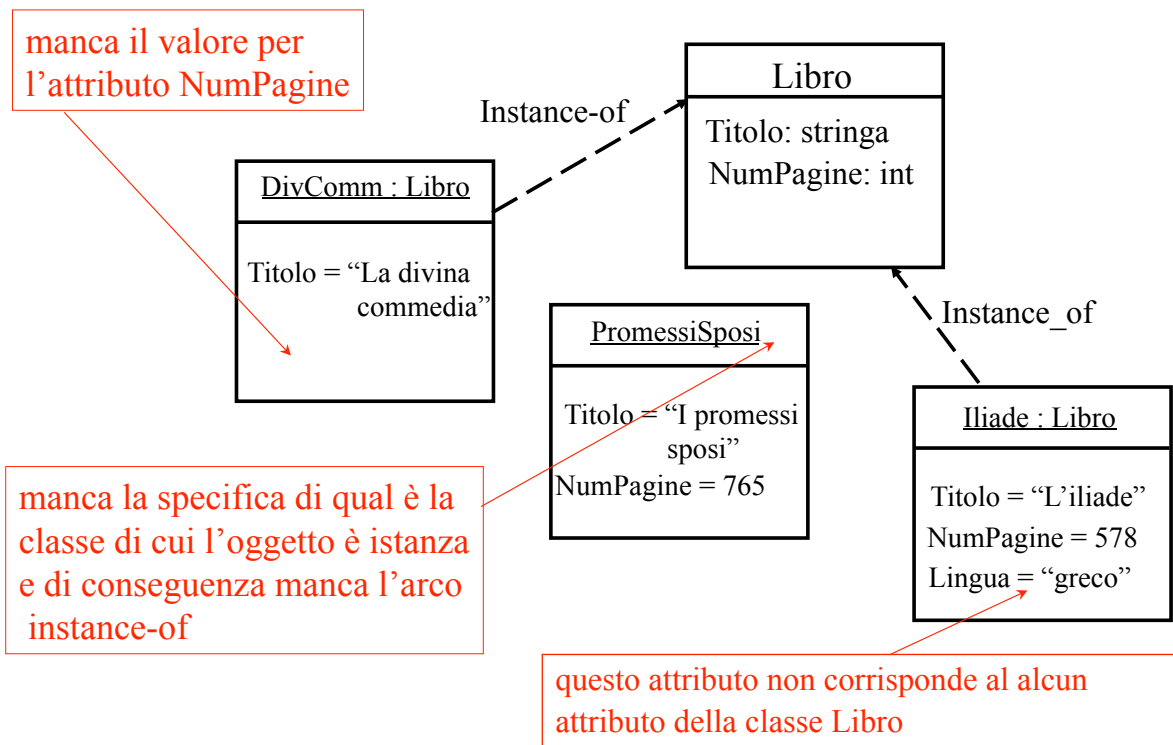 manca il valore per
l'attributo NumPagine
Instance-of
Libro
Titolo: stringa
NumPagine: int
DivComm : Libro
Titolo = “La divina
commedia”
Instance_of
PromessiSposi
Titolo = “I promessi
sposi”
NumPagine = 765
Iliade : Libro
Titolo = “L'iliade”
NumPagine = 578
Lingua = “greco”
manca la specifica di qual è la
classe di cui l'oggetto è istanza
e di conseguenza manca l'arco
instance-of
questo attributo non corrisponde al alcun
attributo della classe Libro